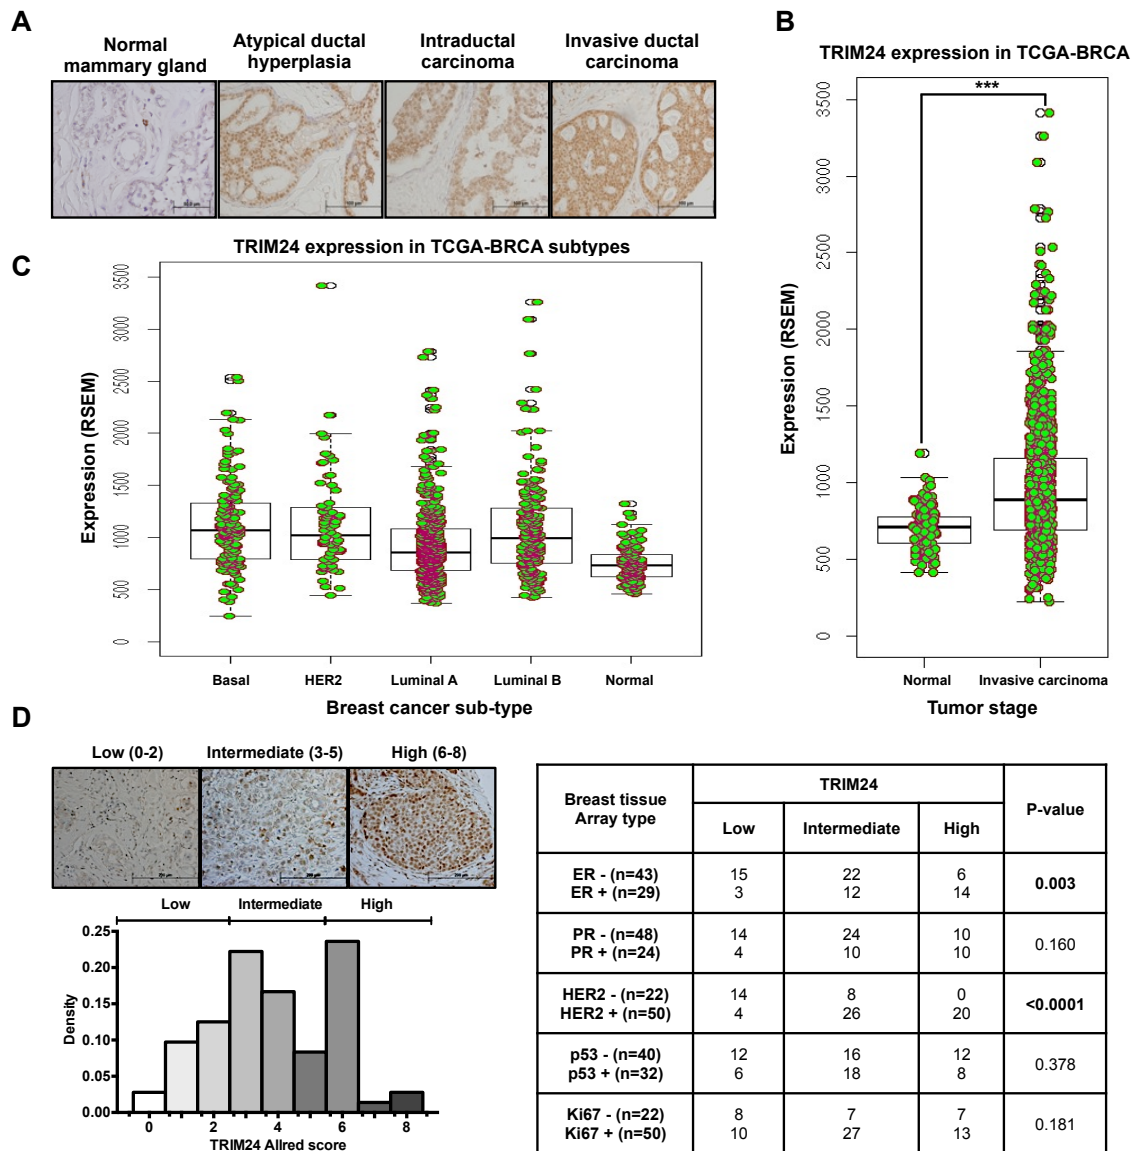 A
Normal
mammary gland
Atypical ductal
hyperplasia
Intraductal
carcinoma
Invasive ductal
carcinoma
B
TRIM24 expression in TCGA-BRCA
***
Expression (RSEM)
3500
3000
2500
2000
1500
1000
500
0
Normal
Invasive carcinoma
Tumor stage
C
TRIM24 expression in TCGA-BRCA subtypes
Expression (RSEM)
3500
3000
2500
2000
1500
1000
500
0
Basal
HER2
Luminal A
Luminal B
Normal
Breast cancer sub-type
D
Low (0-2)
Intermediate (3-5)
High (6-8)
Low
Intermediate
High
Density
0.25
0.20
0.15
0.10
0.05
0.00
0 2 4 6 8
TRIM24 Allred score
Breast tissue
Array type
TRIM24
P-value
Low Intermediate High
ER - (n=43) 15 22 6
ER + (n=29) 3 12 14
0.003
PR - (n=48) 14 24 10
PR + (n=24) 4 10 10
0.160
HER2 - (n=22) 14 8 0
HER2 + (n=50) 4 26 20
<0.0001
p53 - (n=40) 12 16 12
p53 + (n=32) 6 18 8
0.378
Ki67 - (n=22) 8 7 7
Ki67 + (n=50) 10 27 13
0.181